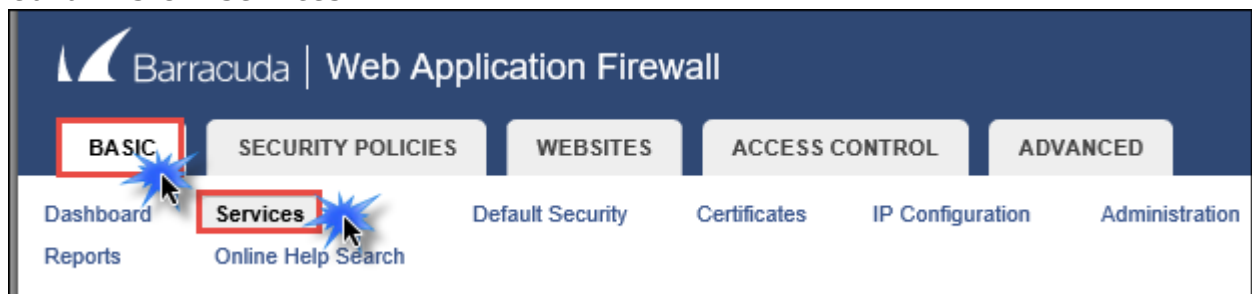 Barracuda | Web Application Firewall
BASIC SECURITY POLICIES WEBSITES ACCESS CONTROL ADVANCED
Dashboard Services Default Security Certificates IP Configuration Administration
Reports Online Help Search